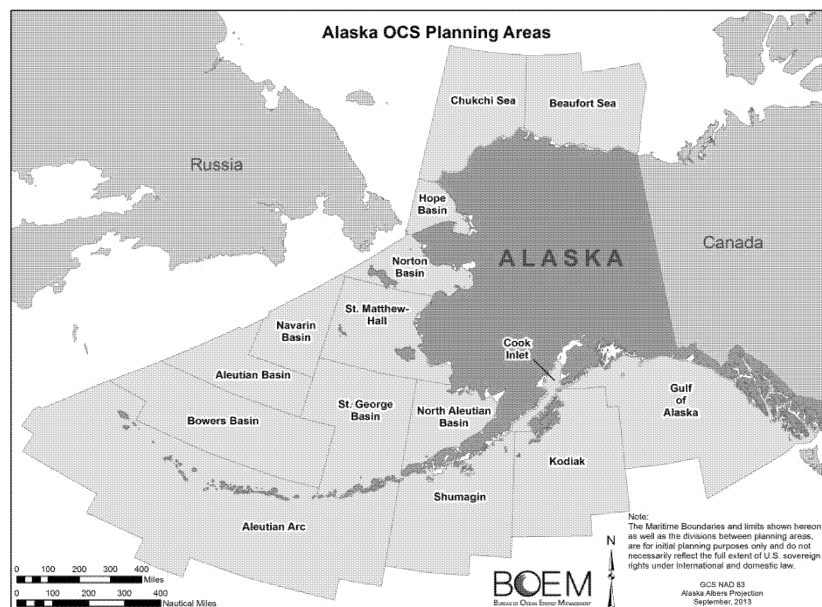 Alaska OCS Planning Areas
Chukchi Sea
Beaufort Sea
Russia
Hope
Basin
Canada
ALASKA
Norton
Basin
St. Matthew-
Hall
Navarin
Basin
Cook
Inlet
Aleutian Basin
Gulf
of
Alaska
St. George
Basin
North Aleutian
Basin
Bowers Basin
Kodiak
Shumagin
Aleutian Arc
Note:
The Maritime Boundaries and limits shown hereon,
as well as the divisions between planning areas,
are for initial planning purposes only and do not
necessarily reflect the full extent of U.S. sovereign
rights under international and domestic law.
N
0 100 200 300 400
Miles
0 100 200 300 400
Nautical Miles
BOEM
BUREAU OF OCEAN ENERGY MANAGEMENT
GCS NAD 83
Alaska Albers Projection
September, 2013